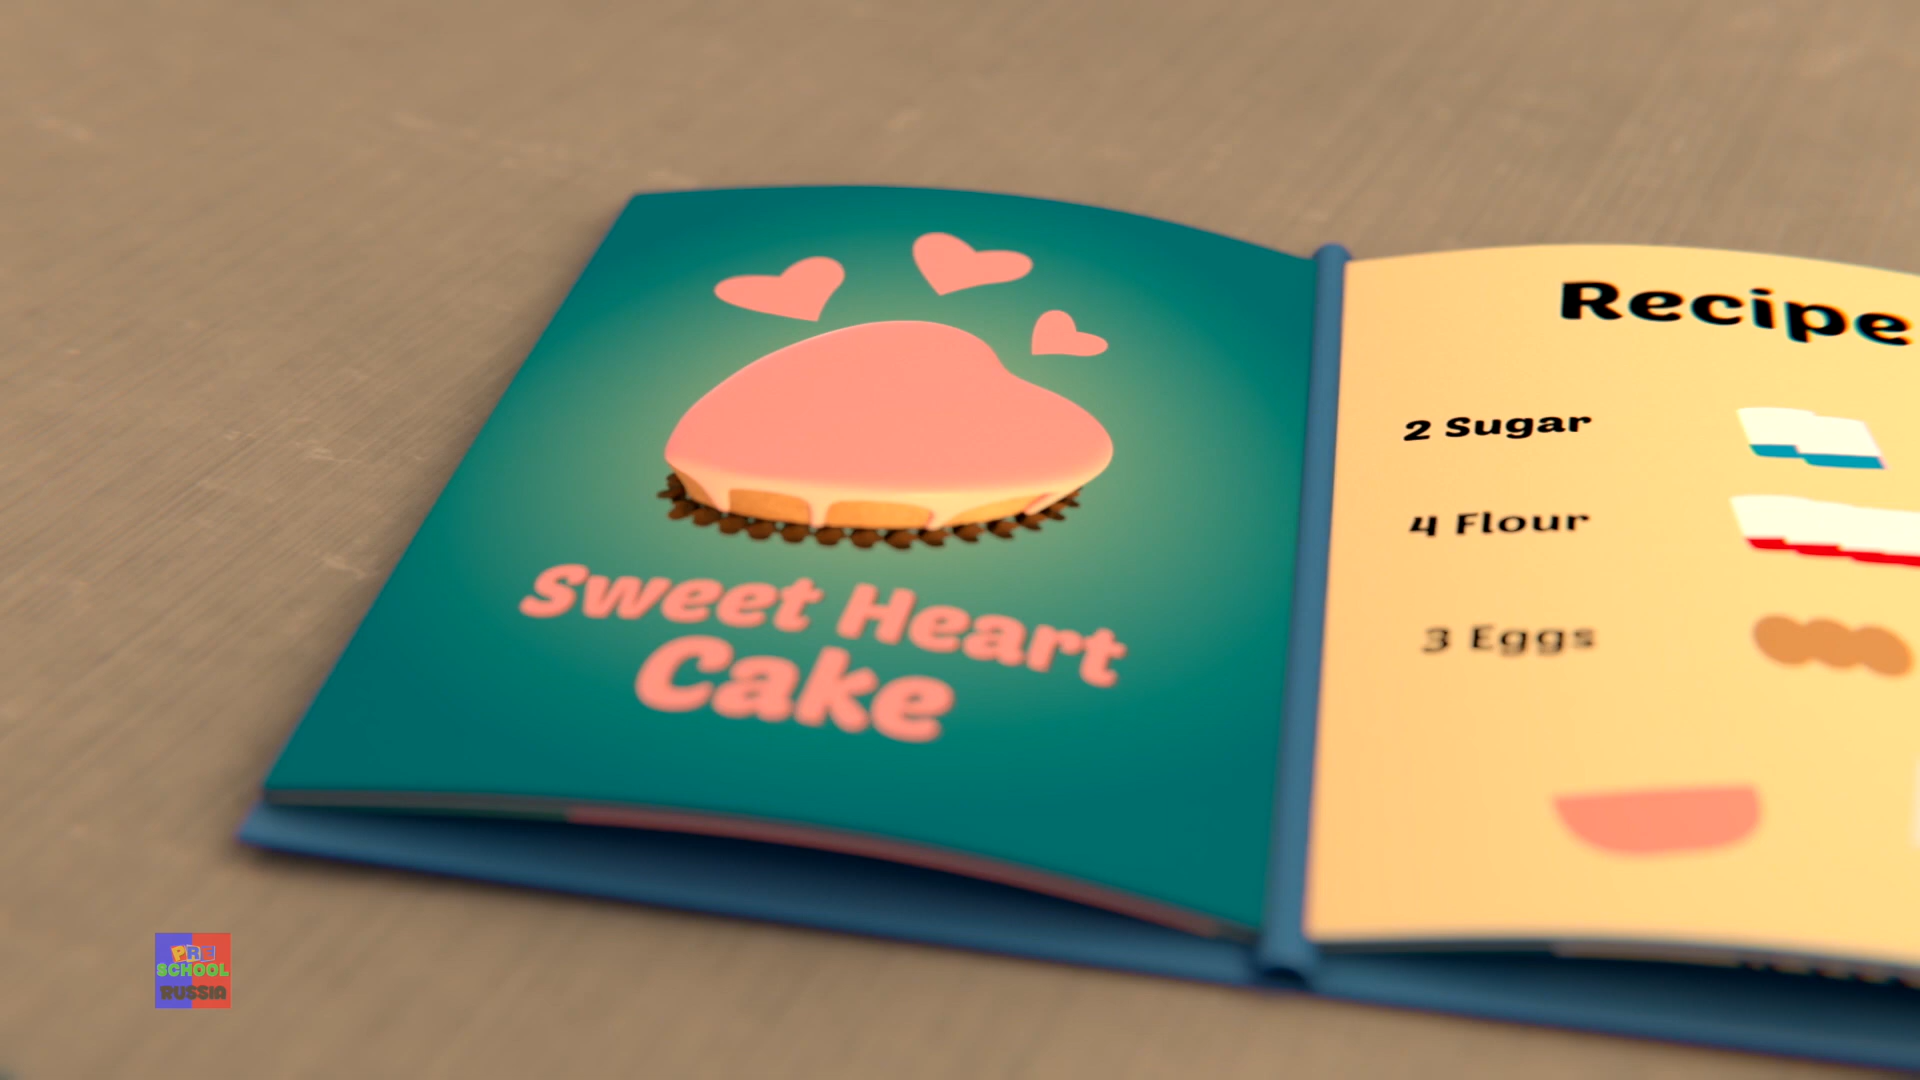 Sweet Heart
Cake
Recipe
2 Sugar
4 Flour
3 Eggs
PRE
SCHOOL
RUSSIA